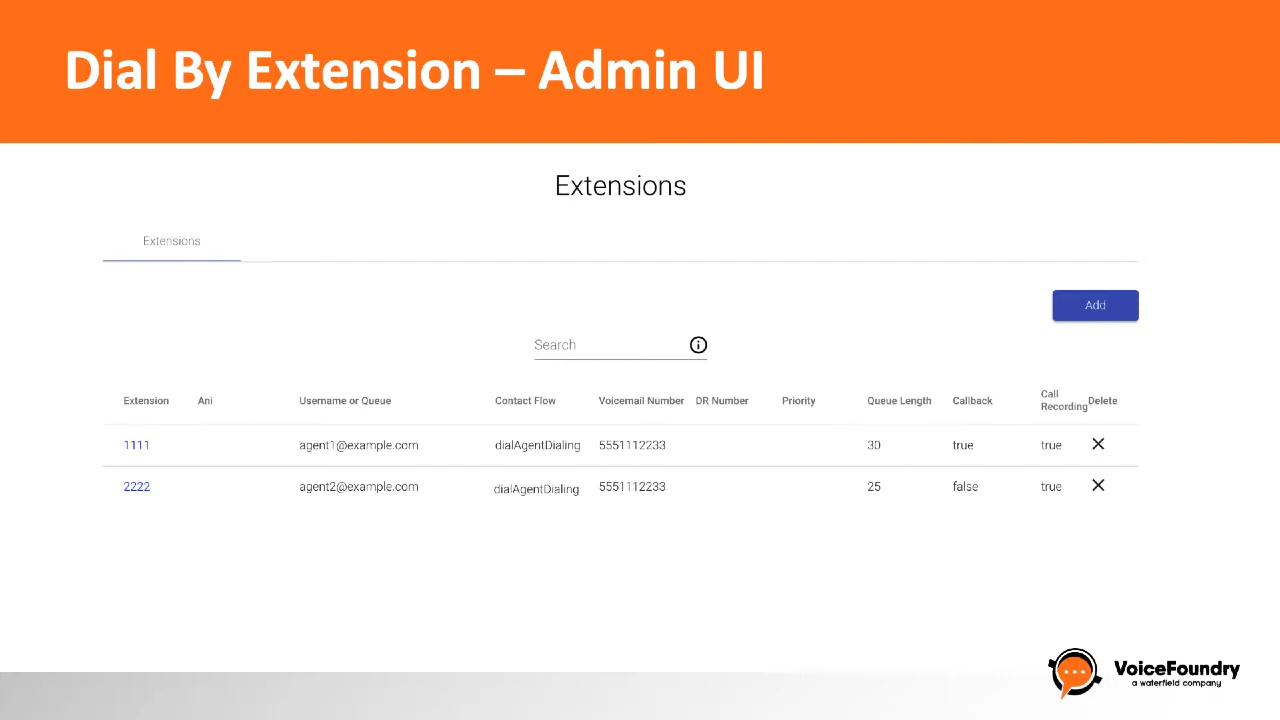 Dial By Extension – Admin UI
Extensions
Extensions
Add
Search
Extension Ani Username or Queue Contact Flow Voicemail Number DR Number Priority Queue Length Callback Call Recording Delete
1111 agent1@example.com dialAgentDialing 5551112233 30 true true
2222 agent2@example.com dialAgentDialing 5551112233 25 false true
VoiceFoundry
a waterfield company